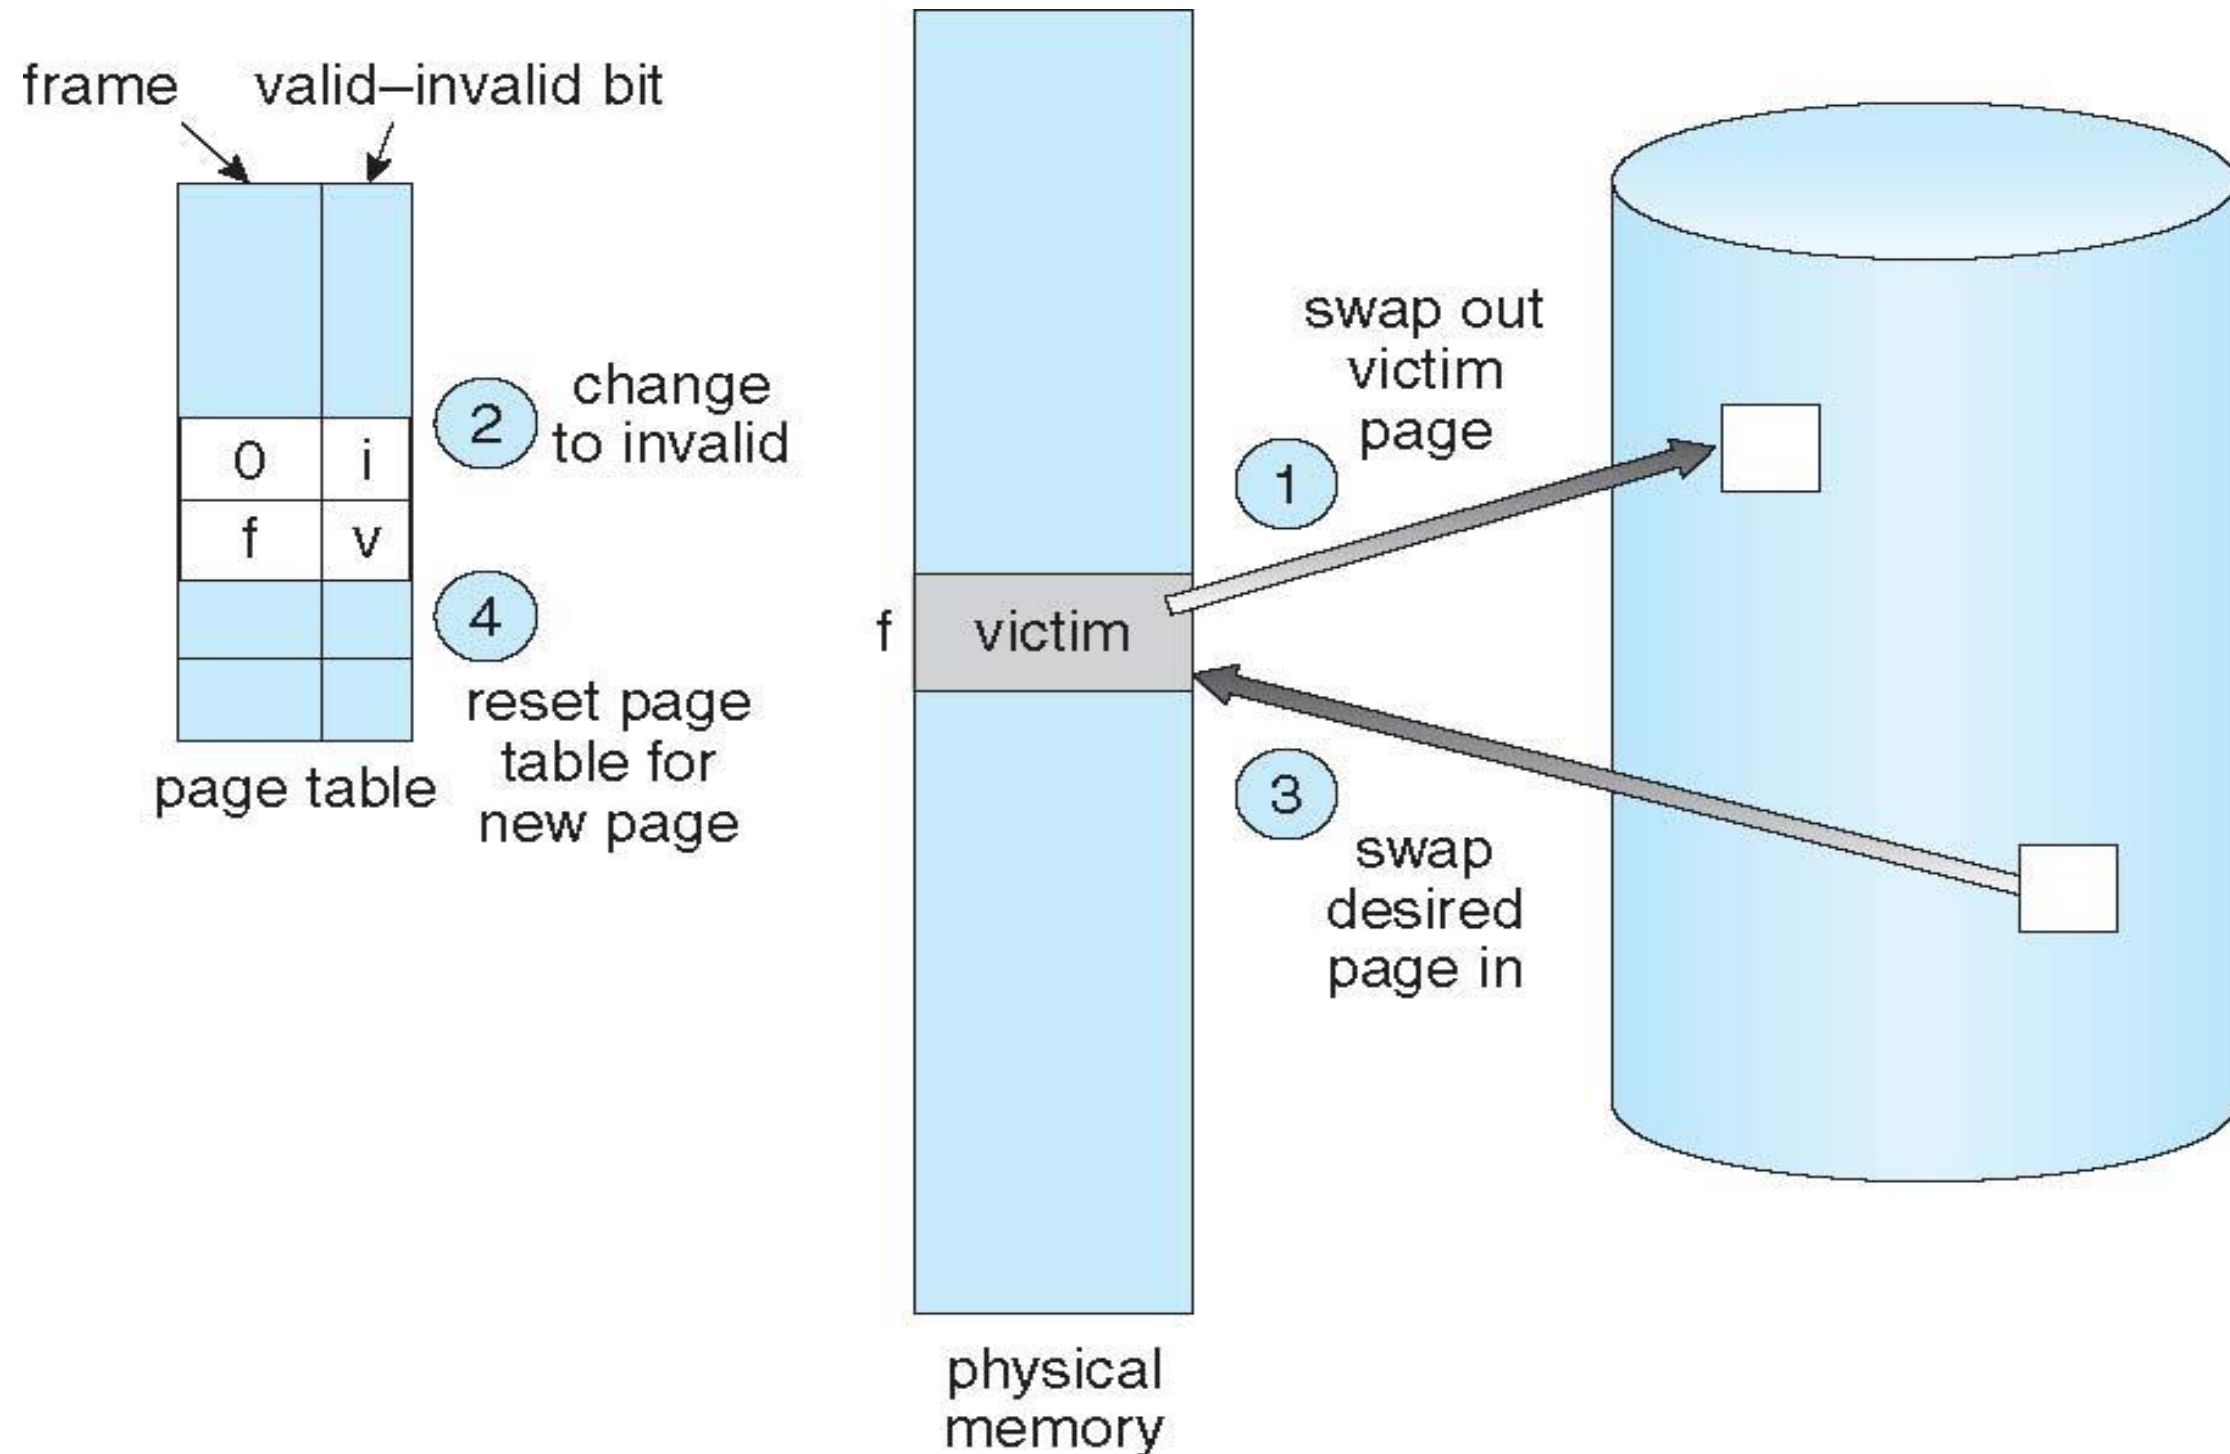 frame
valid–invalid bit
0
i
f
v
page table
2
change
to invalid
4
reset page
table for
new page
f
victim
physical
memory
1
swap out
victim
page
3
swap
desired
page in